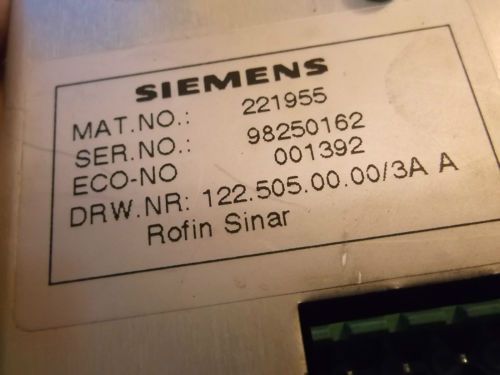 SIEMENS
MAT.NO.: 221955
SER.NO.: 98250162
ECO-NO 001392
DRW.NR: 122.505.00.00/3A A
Rofin Sinar